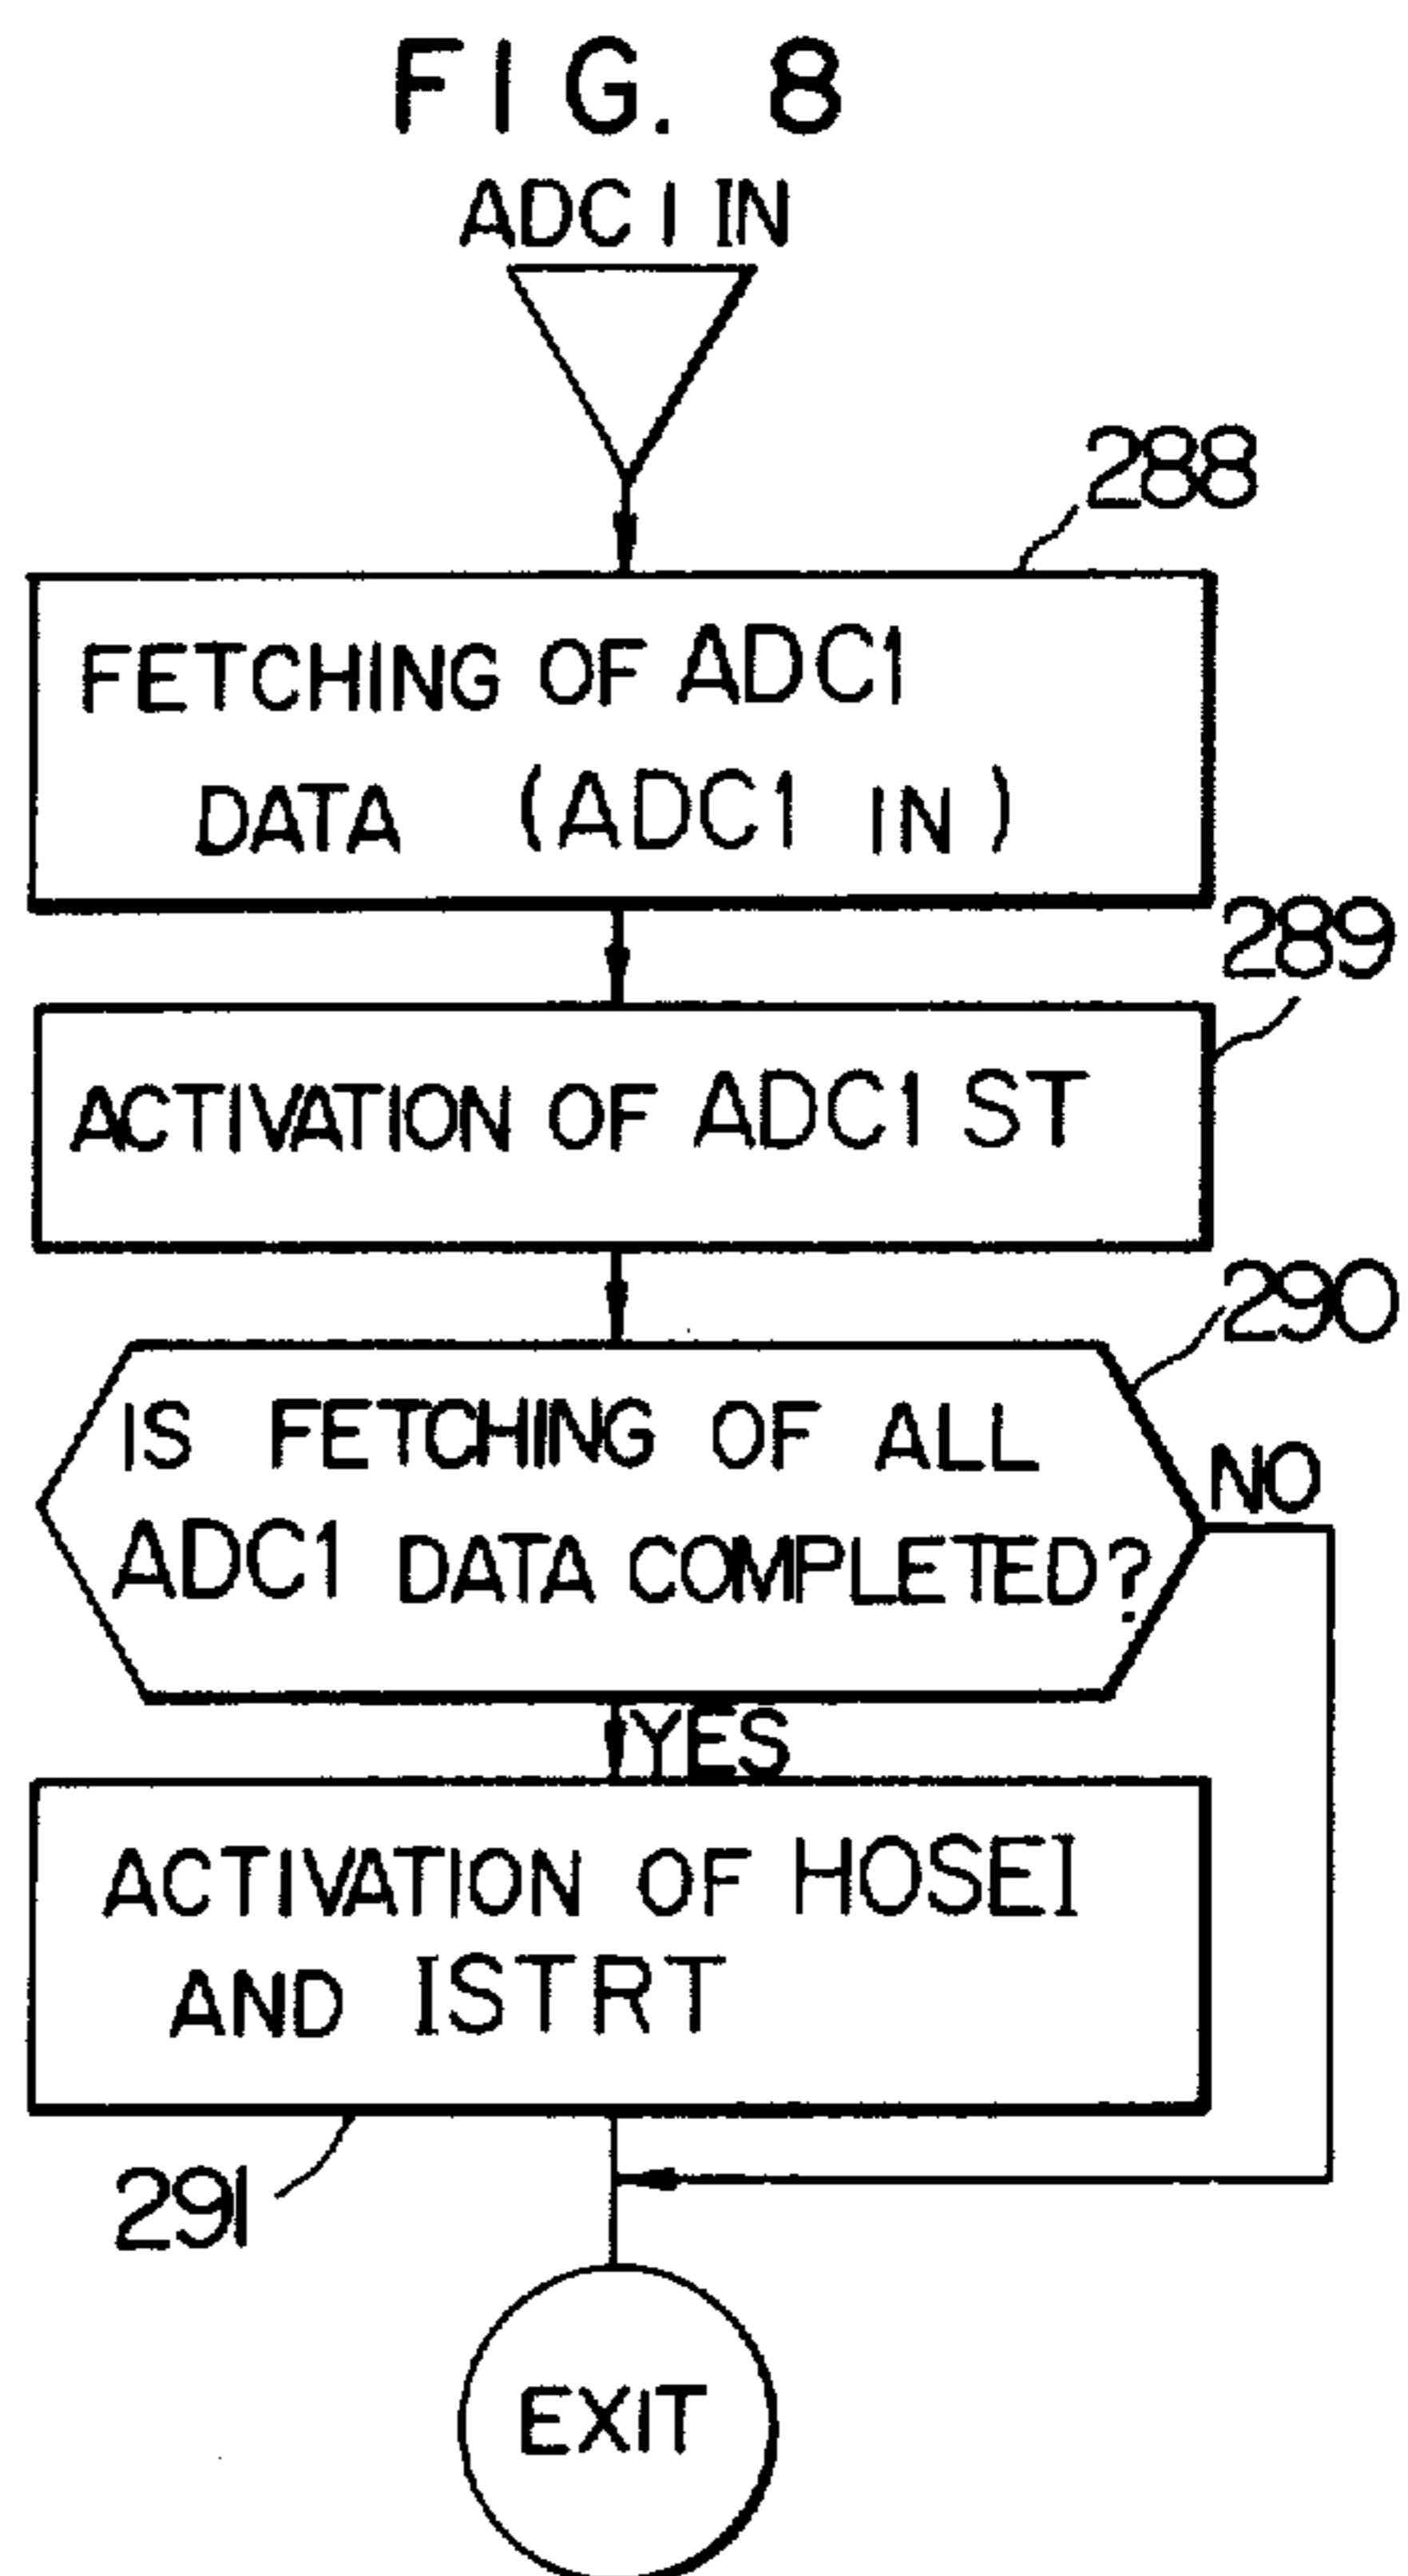 FIG. 8
ADC1 IN
288
FETCHING OF ADC1
DATA (ADC1 IN)
289
ACTIVATION OF ADC1 ST
290
IS FETCHING OF ALL
ADC1 DATA COMPLETED?
NO
YES
ACTIVATION OF HOSEI
AND ISTRT
291
EXIT